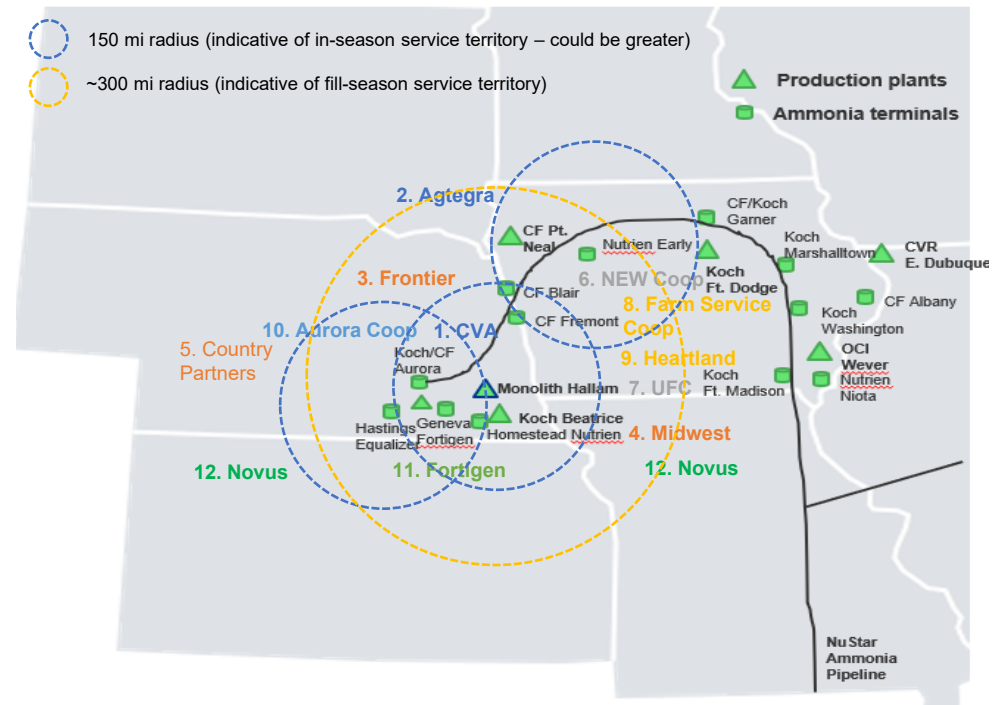 150 mi radius (indicative of in-season service territory – could be greater)
~300 mi radius (indicative of fill-season service territory)
Production plants
Ammonia terminals
2. Agtegra
CF/Koch
Garner
CF Pt.
Neal
Nutrien Early
Koch
Marshalltown
CVR
E. Dubuque
3. Frontier
6. NEW Coop
Koch
Ft. Dodge
CF Blair
CF Albany
8. Farm Service
Coop
CF Fremont
Koch
Washington
10. Aurora Coop
1. CVA
5. Country
Partners
Koch/CF
Aurora
9. Heartland
OCI
Wever
Nutrien
Niota
Koch
Ft. Madison
7. UFC
Monolith Hallam
Koch Beatrice
Homestead Nutrien
Hastings
Equalizer
Geneva
Fortigen
4. Midwest
12. Novus
11. Fortigen
12. Novus
NuStar
Ammonia
Pipeline